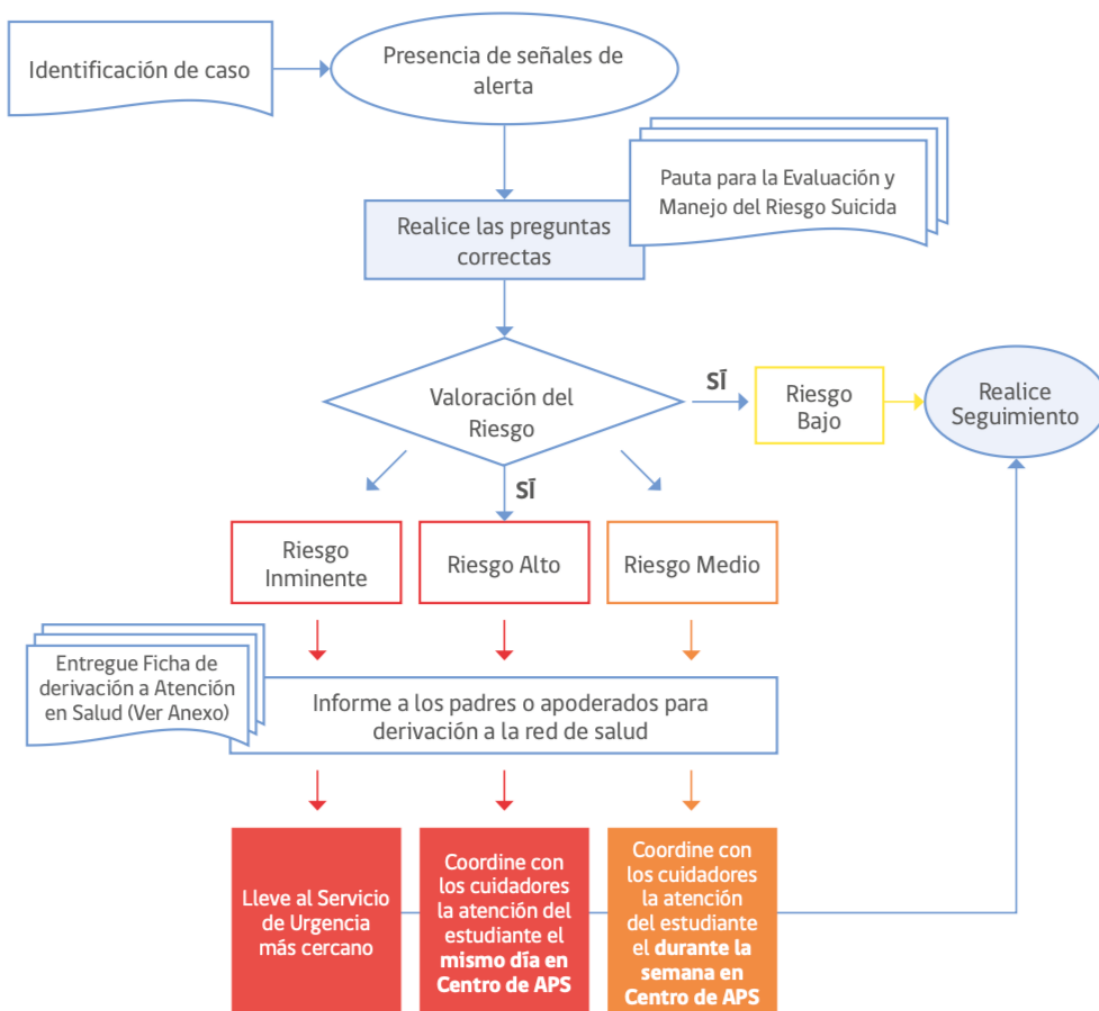 Identificación de caso
Presencia de señales de
alerta
Pauta para la Evaluación y
Manejo del Riesgo Suicida
Realice las preguntas
correctas
Valoración del
Riesgo
SĪ
Riesgo
Bajo
Realice
Seguimiento
SĪ
Riesgo
Inminente
Riesgo Alto
Riesgo Medio
Entregue Ficha de
derivación a Atención
en Salud (Ver Anexo)
Informe a los padres o apoderados para
derivación a la red de salud
Lleve al Servicio
de Urgencia
más cercano
Coordine con
los cuidadores
la atención del
estudiante el
mismo día en
Centro de APS
Coordine con
los cuidadores
la atención
del estudiante
el durante la
semana en
Centro de APS